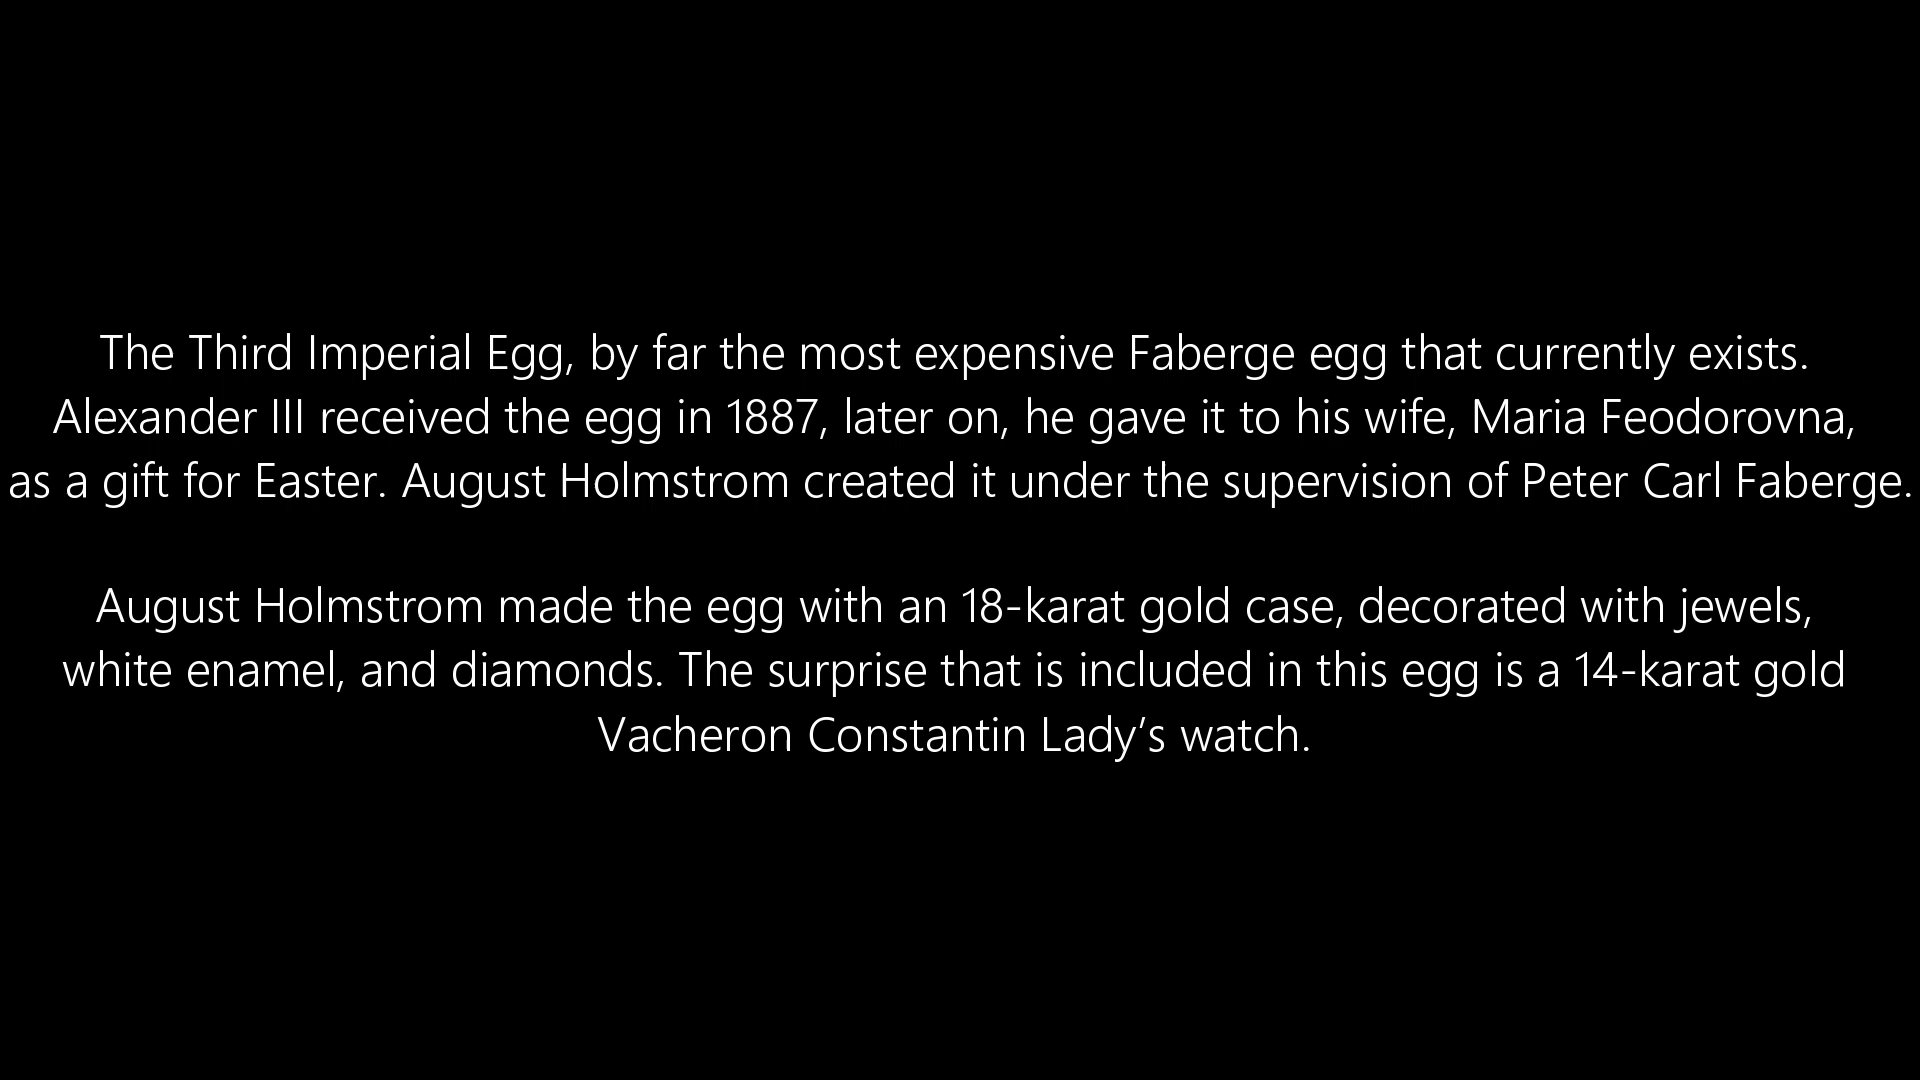 The Third Imperial Egg, by far the most expensive Faberge egg that currently exists.
Alexander III received the egg in 1887, later on, he gave it to his wife, Maria Feodorovna,
as a gift for Easter. August Holmstrom created it under the supervision of Peter Carl Faberge.
August Holmstrom made the egg with an 18-karat gold case, decorated with jewels,
white enamel, and diamonds. The surprise that is included in this egg is a 14-karat gold
Vacheron Constantin Lady’s watch.